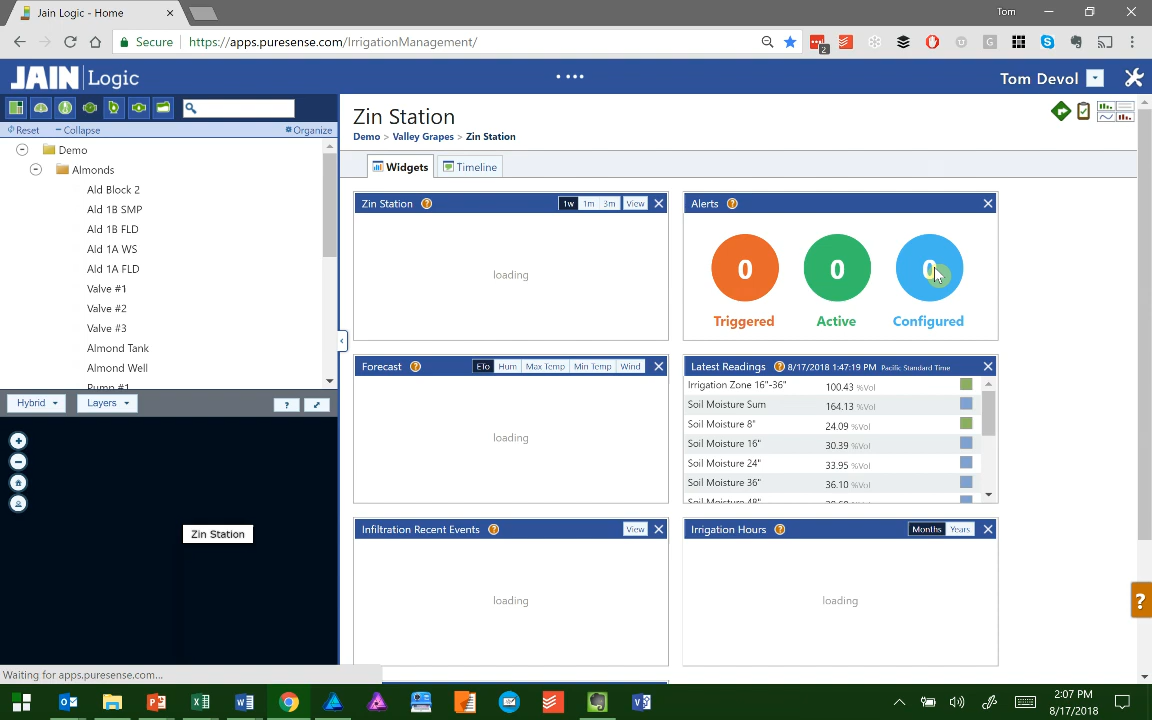 Jain Logic - Home
Tom
Secure https://apps.puresense.com/IrrigationManagement/
2
G
JAIN Logic
Tom Devol
Reset Collapse Organize
Demo
Almonds
Ald Block 2
Ald 1B SMP
Ald 1B FLD
Ald 1A WS
Ald 1A FLD
Valve #1
Valve #2
Valve #3
Almond Tank
Almond Well
Pump #1
Hybrid Layers ?
Zin Station
Zin Station
Demo > Valley Grapes > Zin Station
Widgets Timeline
Zin Station ? 1w 1m 3m View
loading
Alerts ?
0 0 0
Triggered Active Configured
Forecast ? ETo Hum Max Temp Min Temp Wind
loading
Latest Readings ? 8/17/2018 1:47:19 PM Pacific Standard Time
Irrigation Zone 16"-36" 100.43 %Vol
Soil Moisture Sum 164.13 %Vol
Soil Moisture 8" 24.09 %Vol
Soil Moisture 16" 30.39 %Vol
Soil Moisture 24" 33.95 %Vol
Soil Moisture 36" 36.10 %Vol
Soil Moisture 48"
Infiltration Recent Events ? View
loading
Irrigation Hours ? Months Years
loading
?
Waiting for apps.puresense.com...
2:07 PM
8/17/2018